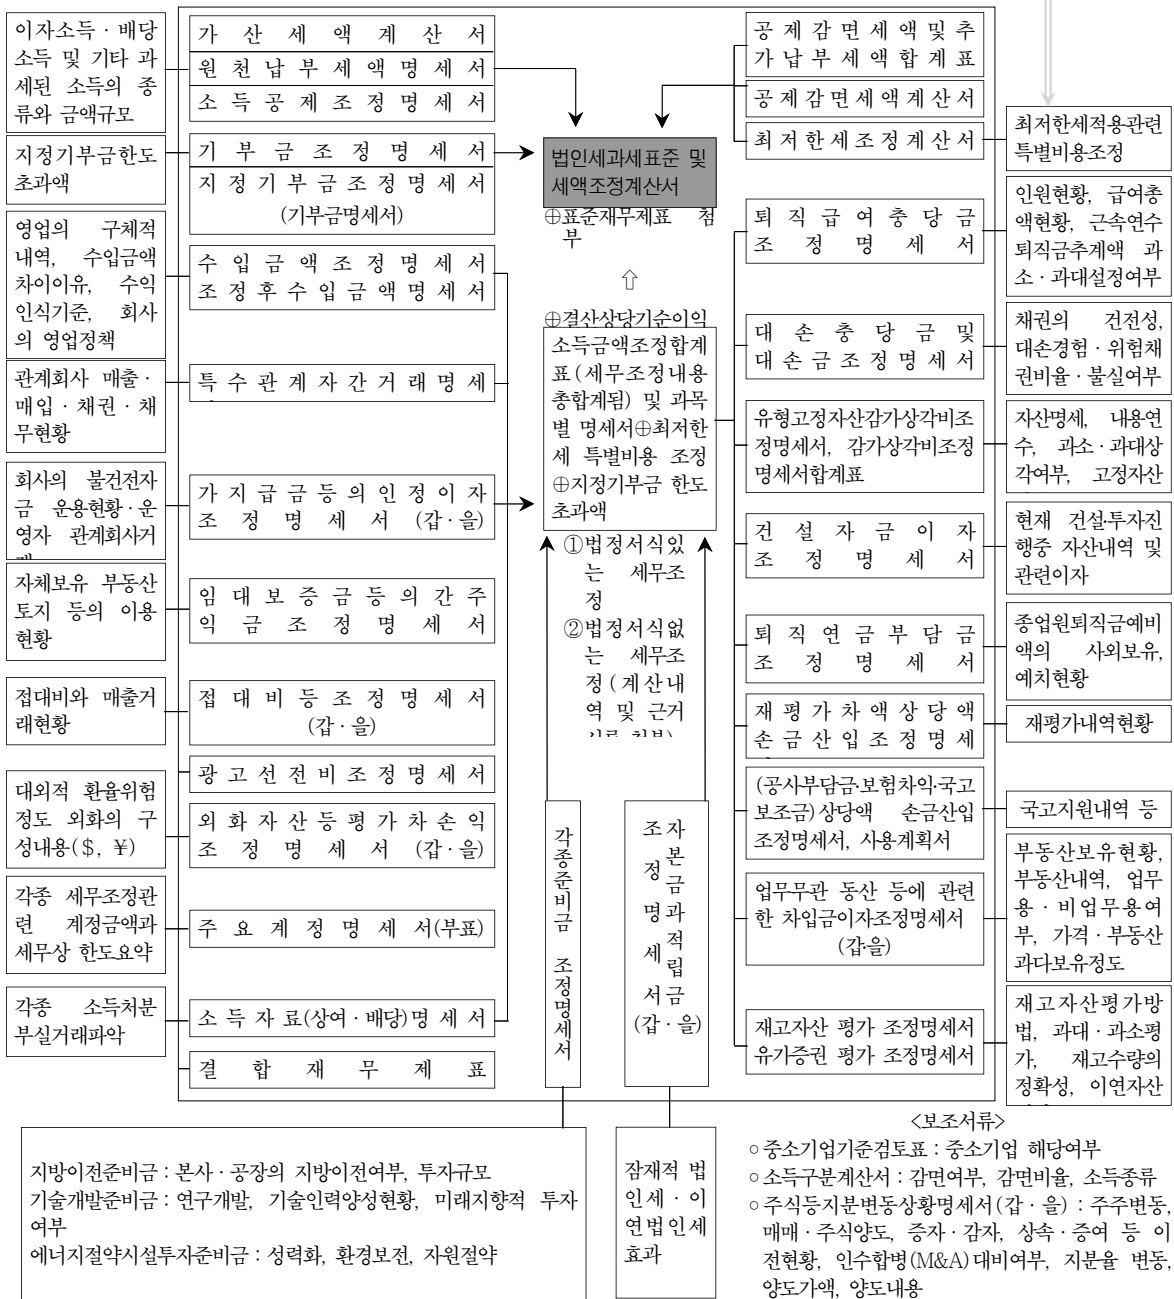 이자소득 · 배당
소득 및 기타 과
세된 소득의 종
류와 금액규모
지정기부금한도
초과액
영업의 구체적
내역, 수입금액
차이이유, 수익
인식기준, 회사
의 영업정책
관계회사 매출 ·
매입 · 채권 · 채
무현황
회사의 불건전자
금 운용현황 · 운
영자 관계회사거
자체보유 부동산
토지 등의 이용
현황
접대비와 매출거
래현황
대외적 환율위험
정도 외화의 구
성내용($, ¥)
각종 세무조정관
련 계정금액과
세무상 한도요약
각종 소득처분
부실거래파악
가 산 세 액 계 산 서
원 천 납 부 세 액 명 세 서
소 득 공 제 조 정 명 세 서
기 부 금 조 정 명 세 서
지 정 기 부 금 조 정 명 세 서
(기부금명세서)
수 입 금 액 조 정 명 세 서
조 정 후 수 입 금 액 명 세 서
특 수 관 계 자 간 거 래 명 세
가 지 급 금 등 의 인 정 이 자
조 정 명 세 서 (갑 · 을)
임 대 보 증 금 등 의 간 주
익 금 조 정 명 세 서
접 대 비 등 조 정 명 세 서
(갑 · 을)
광 고 선 전 비 조 정 명 세 서
외 화 자 산 등 평 가 차 손 익
조 정 명 세 서 (갑 · 을)
주 요 계 정 명 세 서(부표)
소 득 자 료(상여 · 배당)명 세 서
결 합 재 무 제 표
법인세과세표준 및
세액조정계산서
⊕표준재무제표 첨
부
⇧
⊕결산상당기순이익
소득금액조정합계
표(세무조정내용
총합계됨) 및 과목
별 명세서⊕최저한
세 특별비용 조정
⊕지정기부금 한도
초과액
①법정서식있
는 세무조
정
②법정서식없
는 세무조
정(계산내
역 및 근거
서류 첨부)
각종준비금 조정명세서
자본금과적립금
조정명세서
(갑 · 을)
공 제 감 면 세 액 및 추
가 납 부 세 액 합 계 표
공 제 감 면 세 액 계 산 서
최 저 한 세 조 정 계 산 서
퇴 직 급 여 충 당 금
조 정 명 세 서
대 손 충 당 금 및
대 손 금 조 정 명 세 서
유형고정자산감가상각비조
정명세서, 감가상각비조정
명세서합계표
건 설 자 금 이 자
조 정 명 세 서
퇴 직 연 금 부 담 금
조 정 명 세 서
재 평 가 차 액 상 당 액
손 금 산 입 조 정 명 세
(공사부담금·보험차익·국고
보조금)상당액 손금산입
조정명세서, 사용계획서
업무무관 동산 등에 관련
한 차입금이자조정명세서
(갑·을)
재고자산 평가 조정명세서
유가증권 평가 조정명세서
최저한세적용관련
특별비용조정
인원현황, 급여총
액현황, 근속연수
퇴직금추계액 과
소 · 과대설정여부
채권의 건전성,
대손경험 · 위험채
권비율 · 불실여부
자산명세, 내용연
수, 과소 · 과대상
각여부, 고정자산
현재 건설·투자진
행중 자산내역 및
관련이자
종업원퇴직금예비
액의 사외보유,
예치현황
재평가내역현황
국고지원내역 등
부동산보유현황,
부동산내역, 업무
용 · 비업무용여
부, 가격 · 부동산
과다보유정도
재고자산평가방
법, 과대 · 과소평
가, 재고수량의
정확성, 이연자산
지방이전준비금 : 본사 · 공장의 지방이전여부, 투자규모
기술개발준비금 : 연구개발, 기술인력양성현황, 미래지향적 투자
여부
에너지절약시설투자준비금 : 성력화, 환경보전, 자원절약
잠재적 법
인세 · 이
연법인세
효과
<보조서류>
○중소기업기준검토표 : 중소기업 해당여부
○소득구분계산서 : 감면여부, 감면비율, 소득종류
○주식등지분변동상황명세서(갑 · 을) : 주주변동,
매매 · 주식양도, 증자 · 감자, 상속 · 증여 등 이
전현황, 인수합병(M&A)대비여부, 지분율 변동,
양도가액, 양도내용